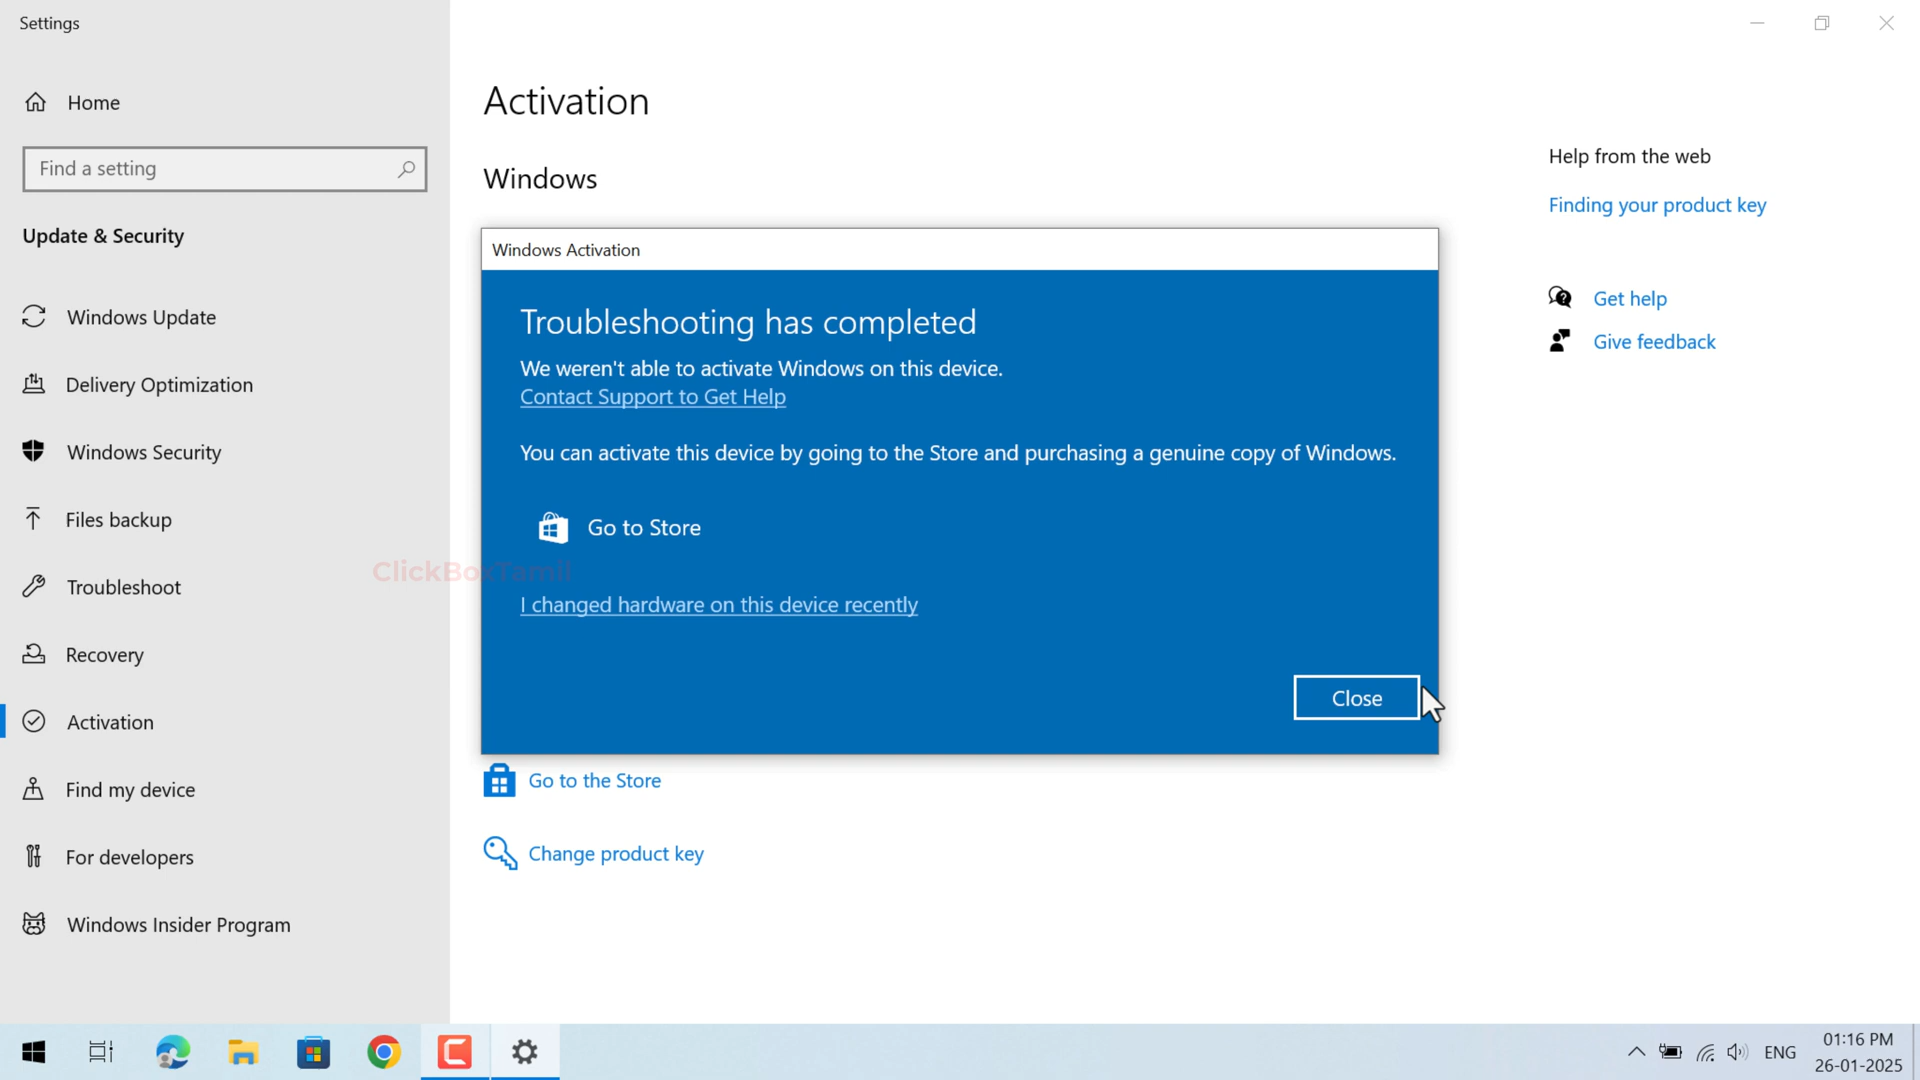 Settings
Home
Find a setting
Update & Security
Windows Update
Delivery Optimization
Windows Security
Files backup
Troubleshoot
Recovery
Activation
Find my device
For developers
Windows Insider Program
Activation
Windows
Windows Activation
Troubleshooting has completed
We weren't able to activate Windows on this device.
Contact Support to Get Help
You can activate this device by going to the Store and purchasing a genuine copy of Windows.
Go to Store
ClickBoxTamil
I changed hardware on this device recently
Close
Go to the Store
Change product key
Help from the web
Finding your product key
Get help
Give feedback
ENG
01:16 PM
26-01-2025